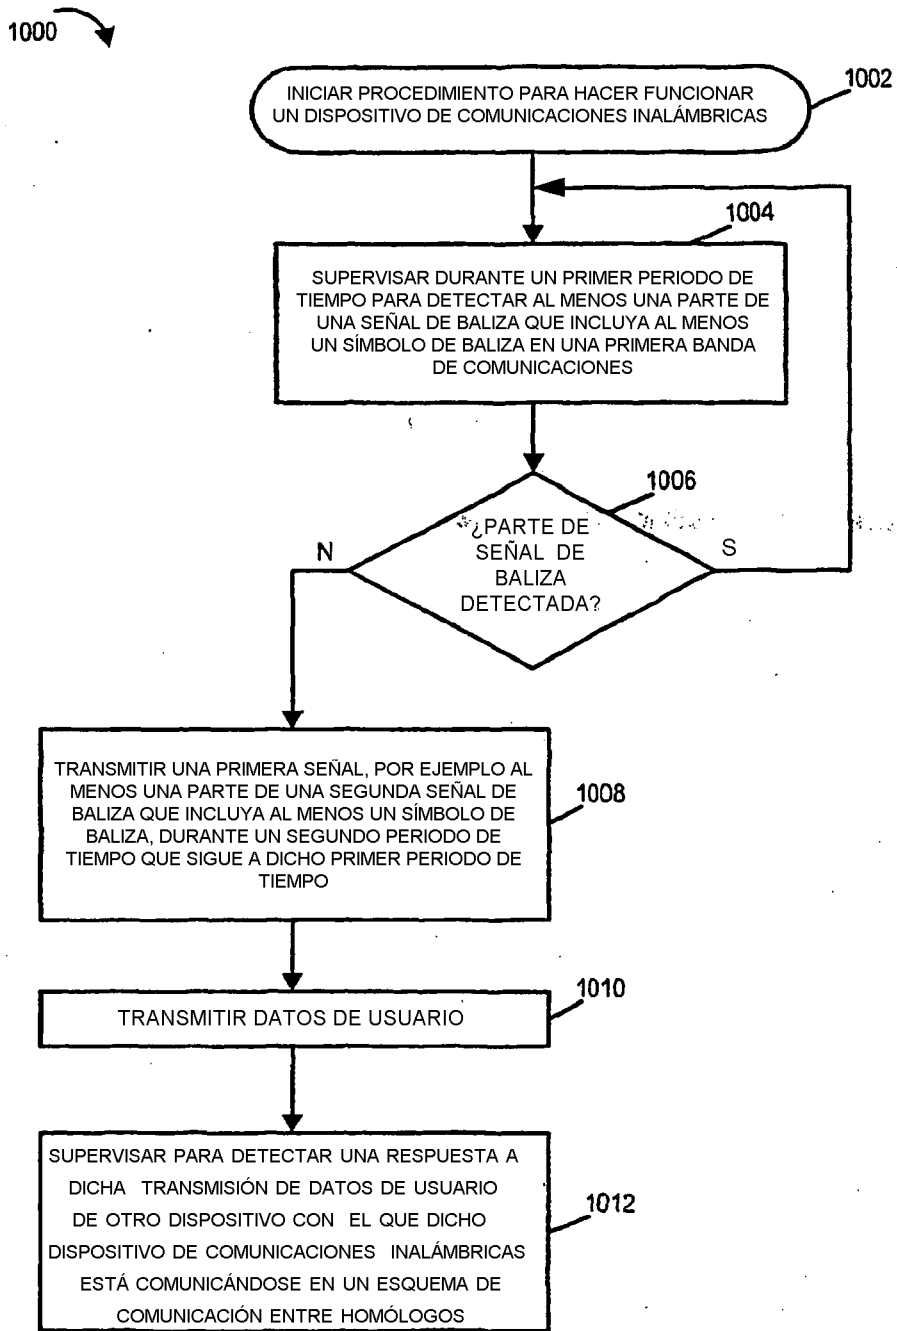 1000
INICIAR PROCEDIMIENTO PARA HACER FUNCIONAR
UN DISPOSITIVO DE COMUNICACIONES INALÁMBRICAS
1002
1004
SUPERVISAR DURANTE UN PRIMER PERIODO DE
TIEMPO PARA DETECTAR AL MENOS UNA PARTE DE
UNA SEÑAL DE BALIZA QUE INCLUYA AL MENOS
UN SÍMBOLO DE BALIZA EN UNA PRIMERA BANDA
DE COMUNICACIONES
1006
¿PARTE DE
SEÑAL DE
BALIZA
DETECTADA?
N
S
TRANSMITIR UNA PRIMERA SEÑAL, POR EJEMPLO AL
MENOS UNA PARTE DE UNA SEGUNDA SEÑAL DE
BALIZA QUE INCLUYA AL MENOS UN SÍMBOLO DE
BALIZA, DURANTE UN SEGUNDO PERIODO DE
TIEMPO QUE SIGUE A DICHO PRIMER PERIODO DE
TIEMPO
1008
TRANSMITIR DATOS DE USUARIO
1010
SUPERVISAR PARA DETECTAR UNA RESPUESTA A
DICHA TRANSMISIÓN DE DATOS DE USUARIO
DE OTRO DISPOSITIVO CON EL QUE DICHO
DISPOSITIVO DE COMUNICACIONES INALÁMBRICAS
ESTÁ COMUNICÁNDOSE EN UN ESQUEMA DE
COMUNICACIÓN ENTRE HOMÓLOGOS
1012